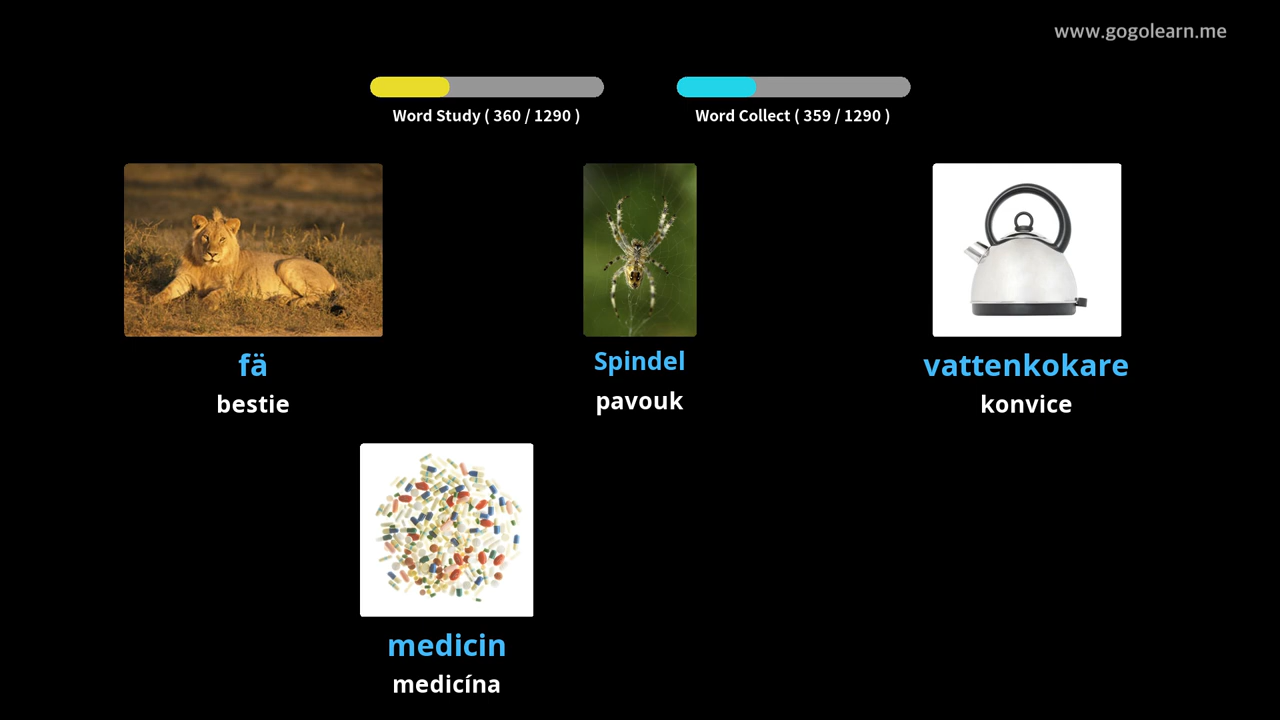 www.gogolearn.me
Word Study ( 360 / 1290 )
Word Collect ( 359 / 1290 )
fä
bestie
Spindel
pavouk
vattenkokare
konvice
medicin
medicína